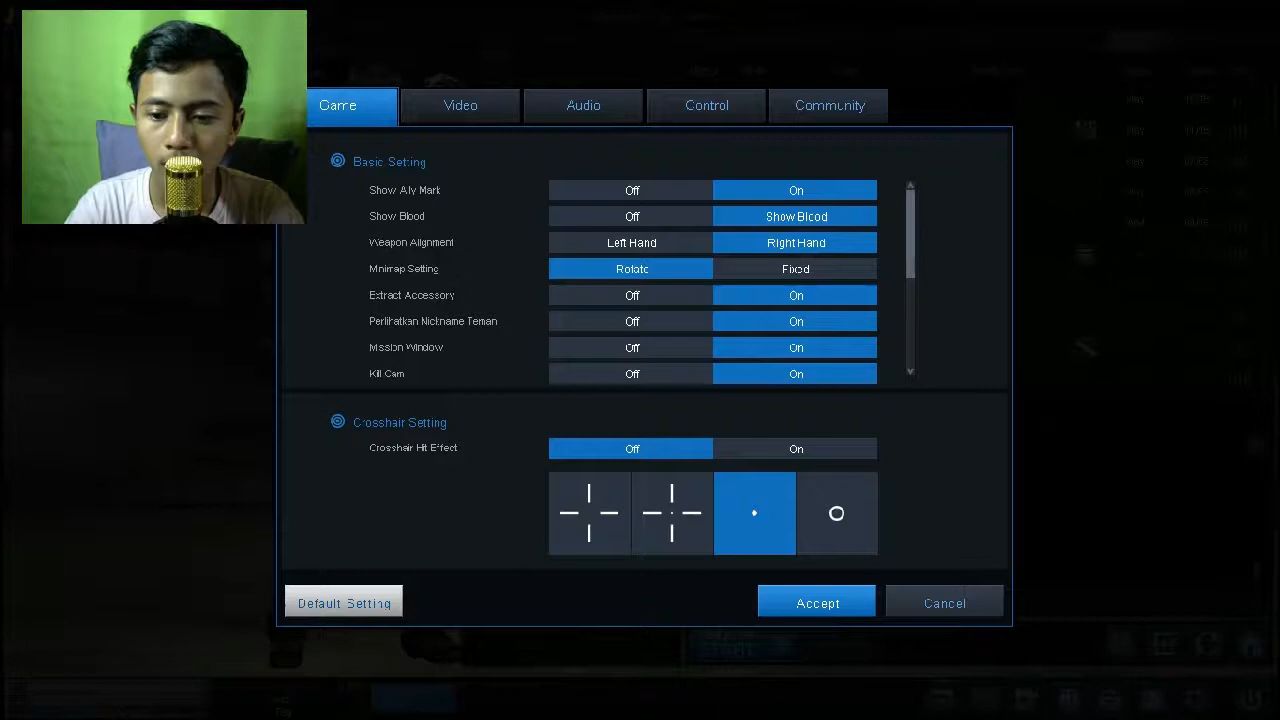 Game Video Audio Control Community
Basic Setting
Show Ally Mark Off On
Show Blood Off Show Blood
Weapon Alignment Left Hand Right Hand
Minimap Setting Rotate Fixed
Extract Accessory Off On
Perlihatkan Nickname Teman Off On
Mission Window Off On
Kill Cam Off On
Crosshair Setting
Crosshair Hit Effect Off On
START
Default Setting Accept Cancel